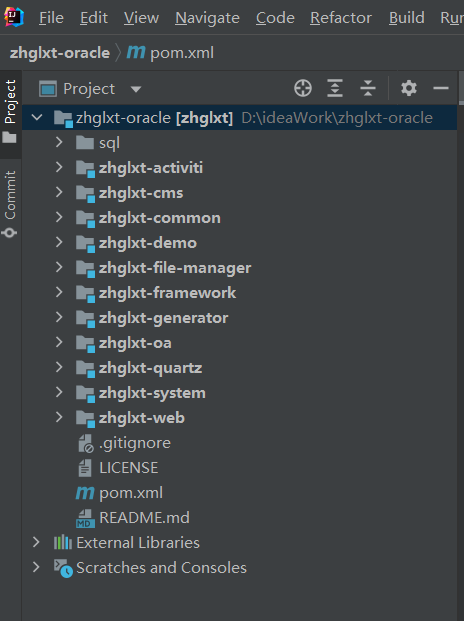 File Edit View Navigate Code Refactor Build
zhglxt-oracle pom.xml
Project
Project
Commit
zhglxt-oracle [zhglxt] D:\ideaWork\zhglxt-oracle
sql
zhglxt-activiti
zhglxt-cms
zhglxt-common
zhglxt-demo
zhglxt-file-manager
zhglxt-framework
zhglxt-generator
zhglxt-oa
zhglxt-quartz
zhglxt-system
zhglxt-web
.gitignore
LICENSE
pom.xml
README.md
External Libraries
Scratches and Consoles